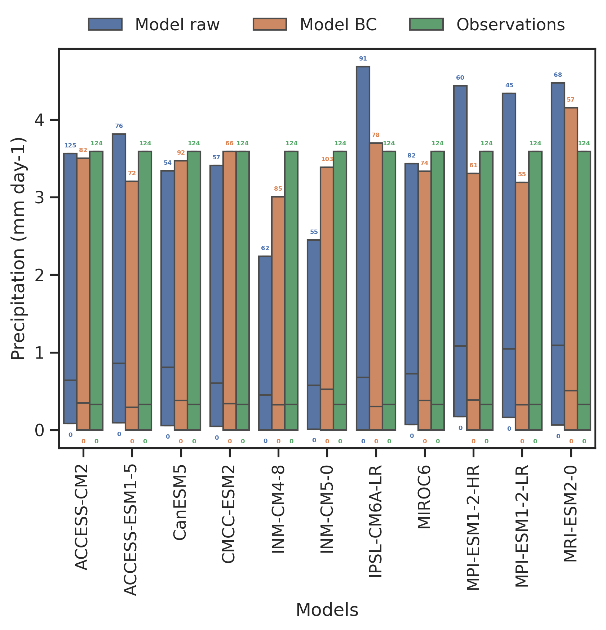 Model raw Model BC Observations
Precipitation (mm day-1)
4
3
2
1
0
125 82 124
76 72 124
54 92 124
57 66 124
62 85 124
55 103 124
91 70 124
82 74 124
60 61 124
45 55 124
68 57 124
0 0 0
0 0 0
0 0 0
0 0 0
0 0 0
0 0 0
0 0 0
0 0 0
0 0 0
0 0 0
0 0 0
ACCESS-CM2
ACCESS-ESM1-5
CanESM5
CMCC-ESM2
INM-CM4-8
INM-CM5-0
IPSL-CM6A-LR
MIROC6
MPI-ESM1-2-HR
MPI-ESM1-2-LR
MRI-ESM2-0
Models